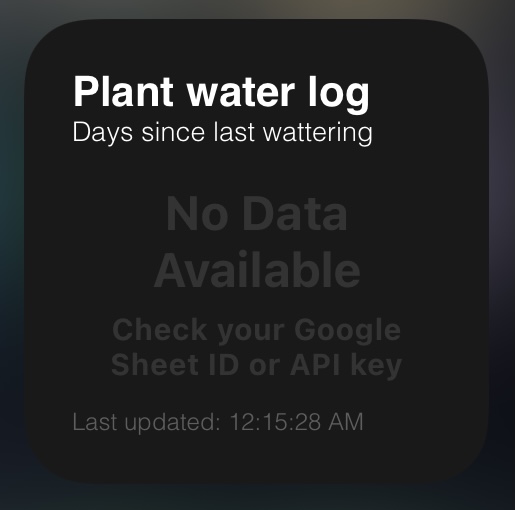 Plant water log
Days since last wattering
No Data
Available
Check your Google
Sheet ID or API key
Last updated: 12:15:28 AM